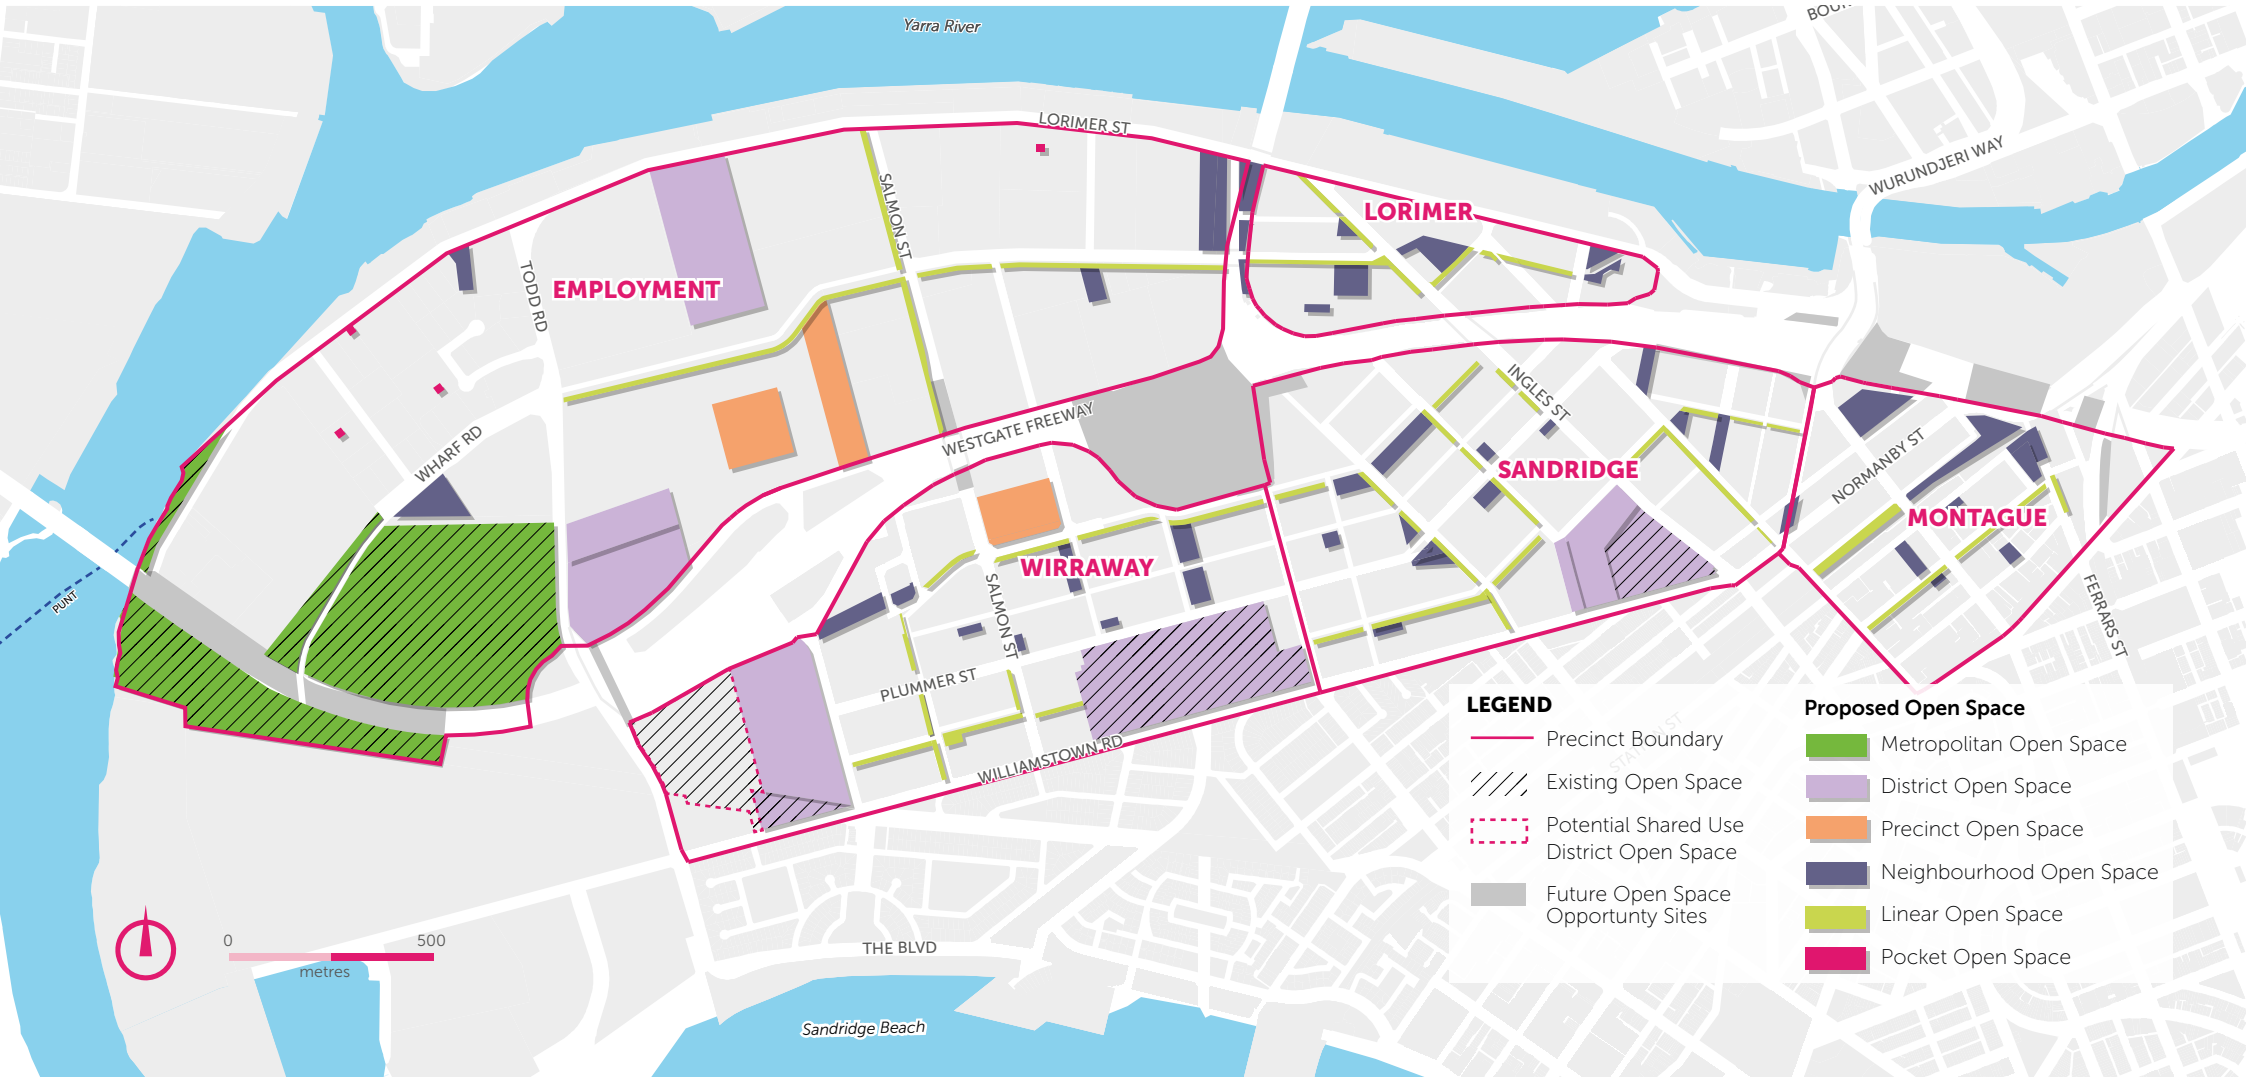 Yarra River
BOU
LORIMER ST
WURUNDJERI WAY
SALMON ST
LORIMER
TODD RD
EMPLOYMENT
INGLES ST
WESTGATE FREEWAY
WHARF RD
NORMANBY ST
SANDRIDGE
MONTAGUE
WIRRAWAY
PUNT
SALMON ST
FERRARS ST
PLUMMER ST
WILLIAMSTOWN RD
LEGEND
Precinct Boundary
Existing Open Space
Potential Shared Use
District Open Space
Future Open Space
Opportunty Sites
Proposed Open Space
Metropolitan Open Space
District Open Space
Precinct Open Space
Neighbourhood Open Space
Linear Open Space
Pocket Open Space
0 500
metres
THE BLVD
Sandridge Beach